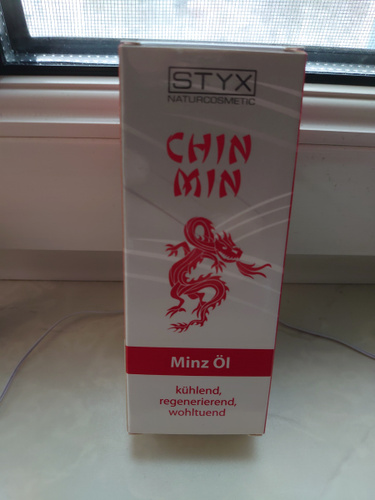 STYX
NATURCOSMETIC
CHIN
MIN
Minz Öl
kühlend,
regenerierend,
wohltuend